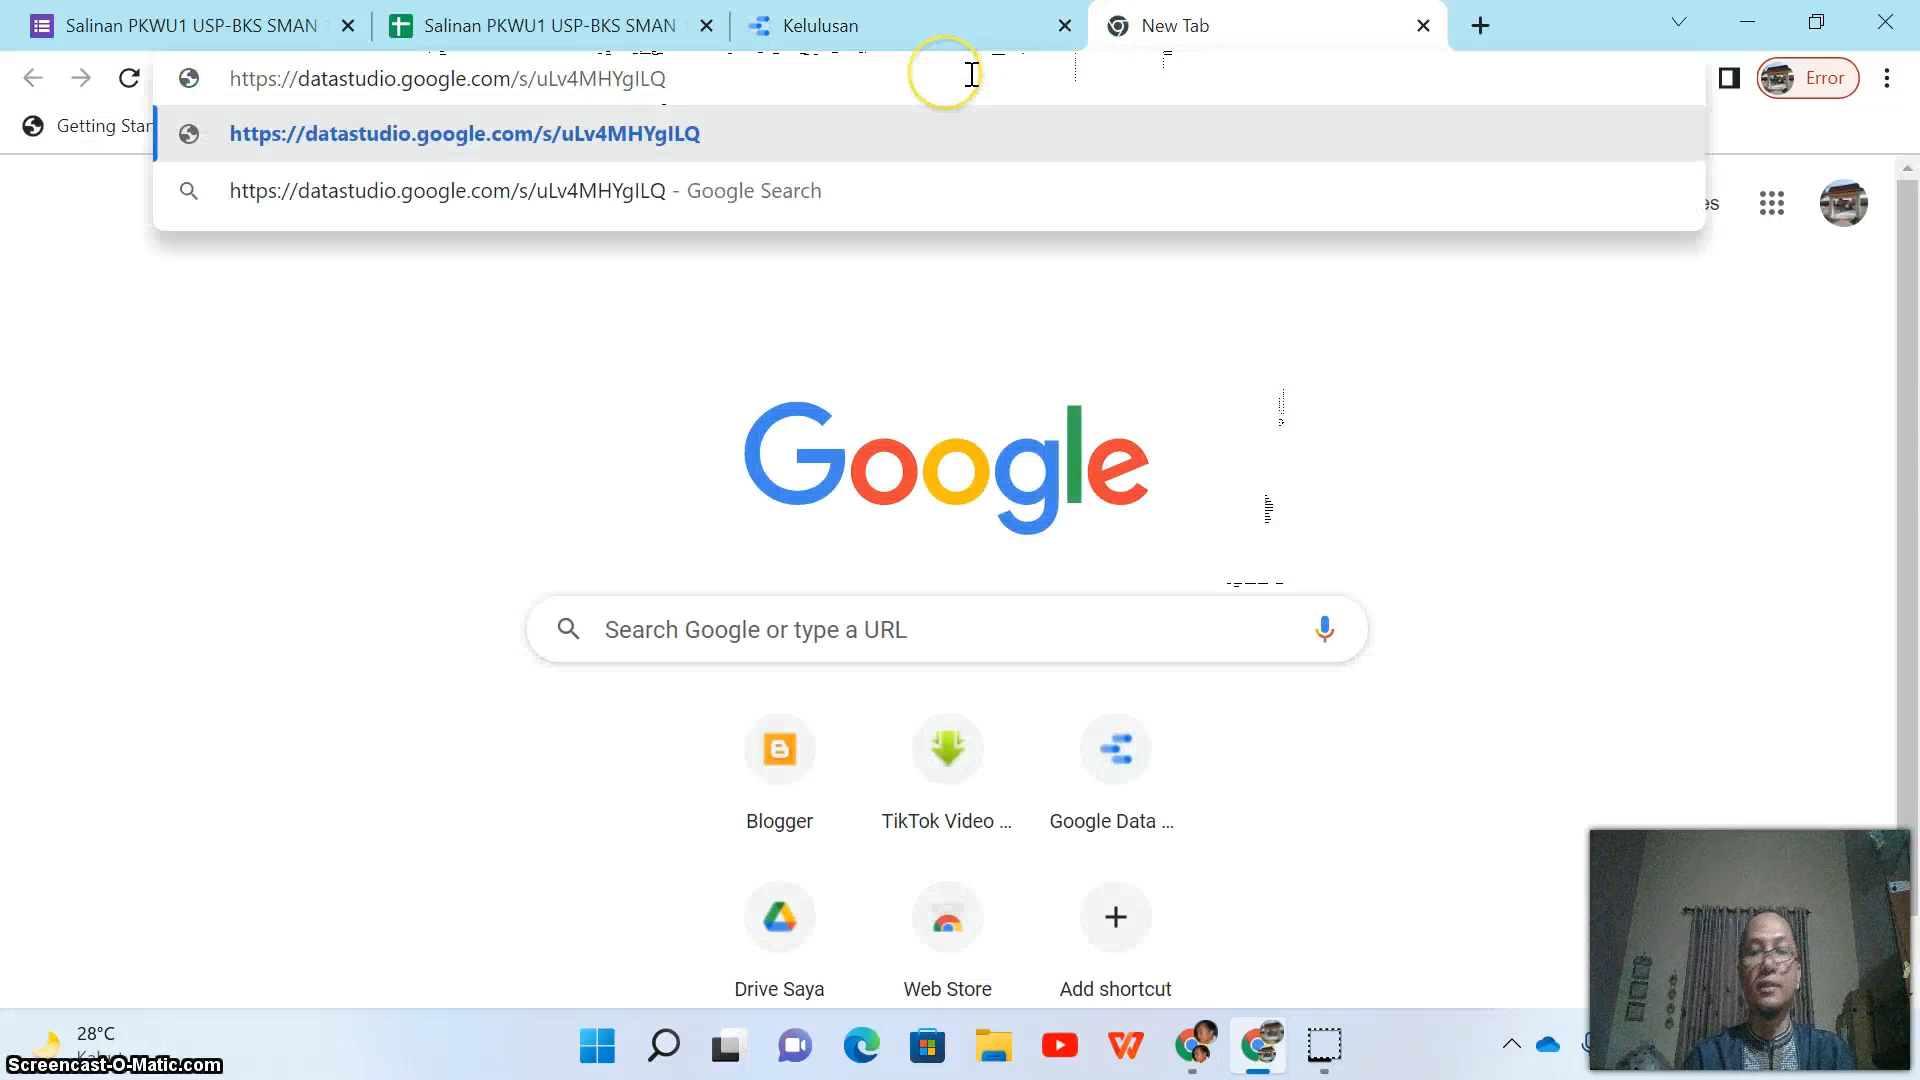 Salinan PKWU1 USP-BKS SMAN
Salinan PKWU1 USP-BKS SMAN
Kelulusan
New Tab
https://datastudio.google.com/s/uLv4MHYgILQ
Error
Getting Star
https://datastudio.google.com/s/uLv4MHYgILQ
https://datastudio.google.com/s/uLv4MHYgILQ - Google Search
es
Google
Search Google or type a URL
Blogger
TikTok Video ...
Google Data ...
Drive Saya
Web Store
Add shortcut
28°C
Screencast-O-Matic.com